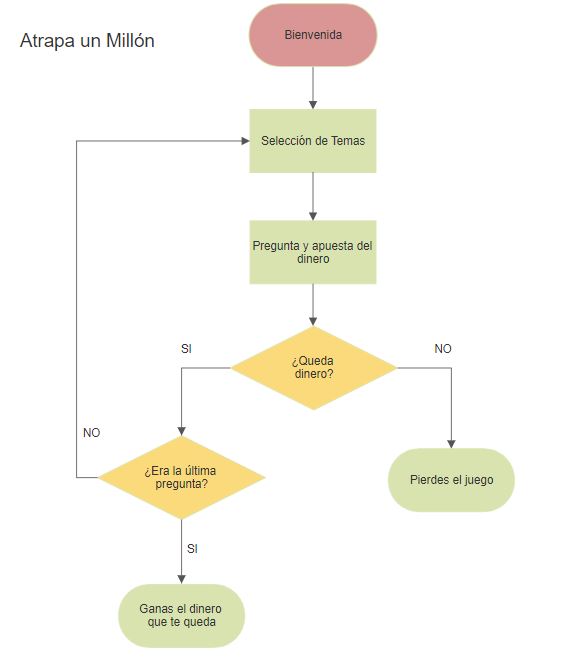 Atrapa un Millón
Bienvenida
Selección de Temas
Pregunta y apuesta del
dinero
¿Queda
dinero?
SI
NO
¿Era la última
pregunta?
NO
Pierdes el juego
SI
Ganas el dinero
que te queda